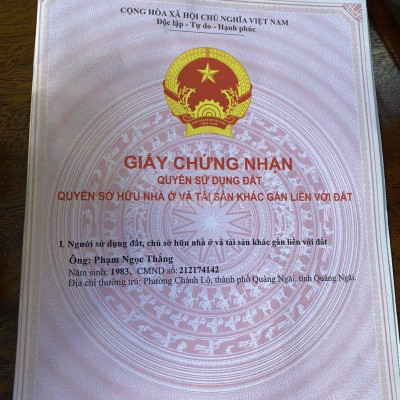 CỘNG HÒA XÃ HỘI CHỦ NGHĨA VIỆT NAM
Độc lập - Tự do - Hạnh phúc
GIẤY CHỨNG NHẬN
QUYỀN SỬ DỤNG ĐẤT
QUYỀN SỞ HỮU NHÀ Ở VÀ TÀI SẢN KHÁC GẮN LIỀN VỚI ĐẤT
I. Người sử dụng đất, chủ sở hữu nhà ở và tài sản khác gắn liền với đất
Ông: Phạm Ngọc Thắng
Năm sinh: 1983, CMND số: 212174142
Địa chỉ thường trú: Phường Chánh Lộ, thành phố Quảng Ngãi, tỉnh Quảng Ngãi.